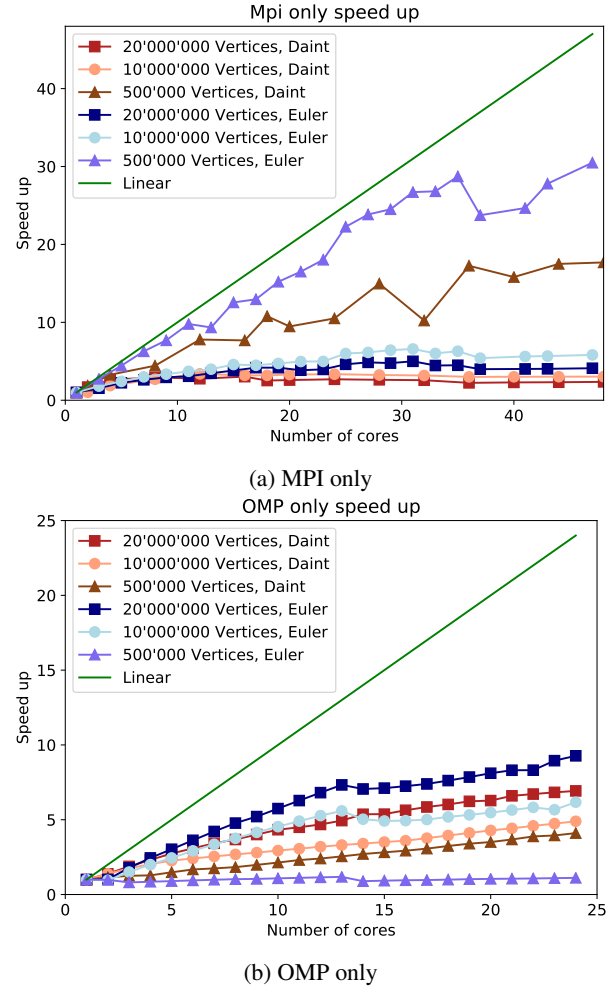 Mpi only speed up
20'000'000 Vertices, Daint
10'000'000 Vertices, Daint
500'000 Vertices, Daint
20'000'000 Vertices, Euler
10'000'000 Vertices, Euler
500'000 Vertices, Euler
Linear
Speed up
40
30
20
10
0
0 10 20 30 40
Number of cores
(a) MPI only
OMP only speed up
25
20'000'000 Vertices, Daint
10'000'000 Vertices, Daint
500'000 Vertices, Daint
20'000'000 Vertices, Euler
10'000'000 Vertices, Euler
500'000 Vertices, Euler
Linear
Speed up
20
15
10
5
0
0 5 10 15 20 25
Number of cores
(b) OMP only